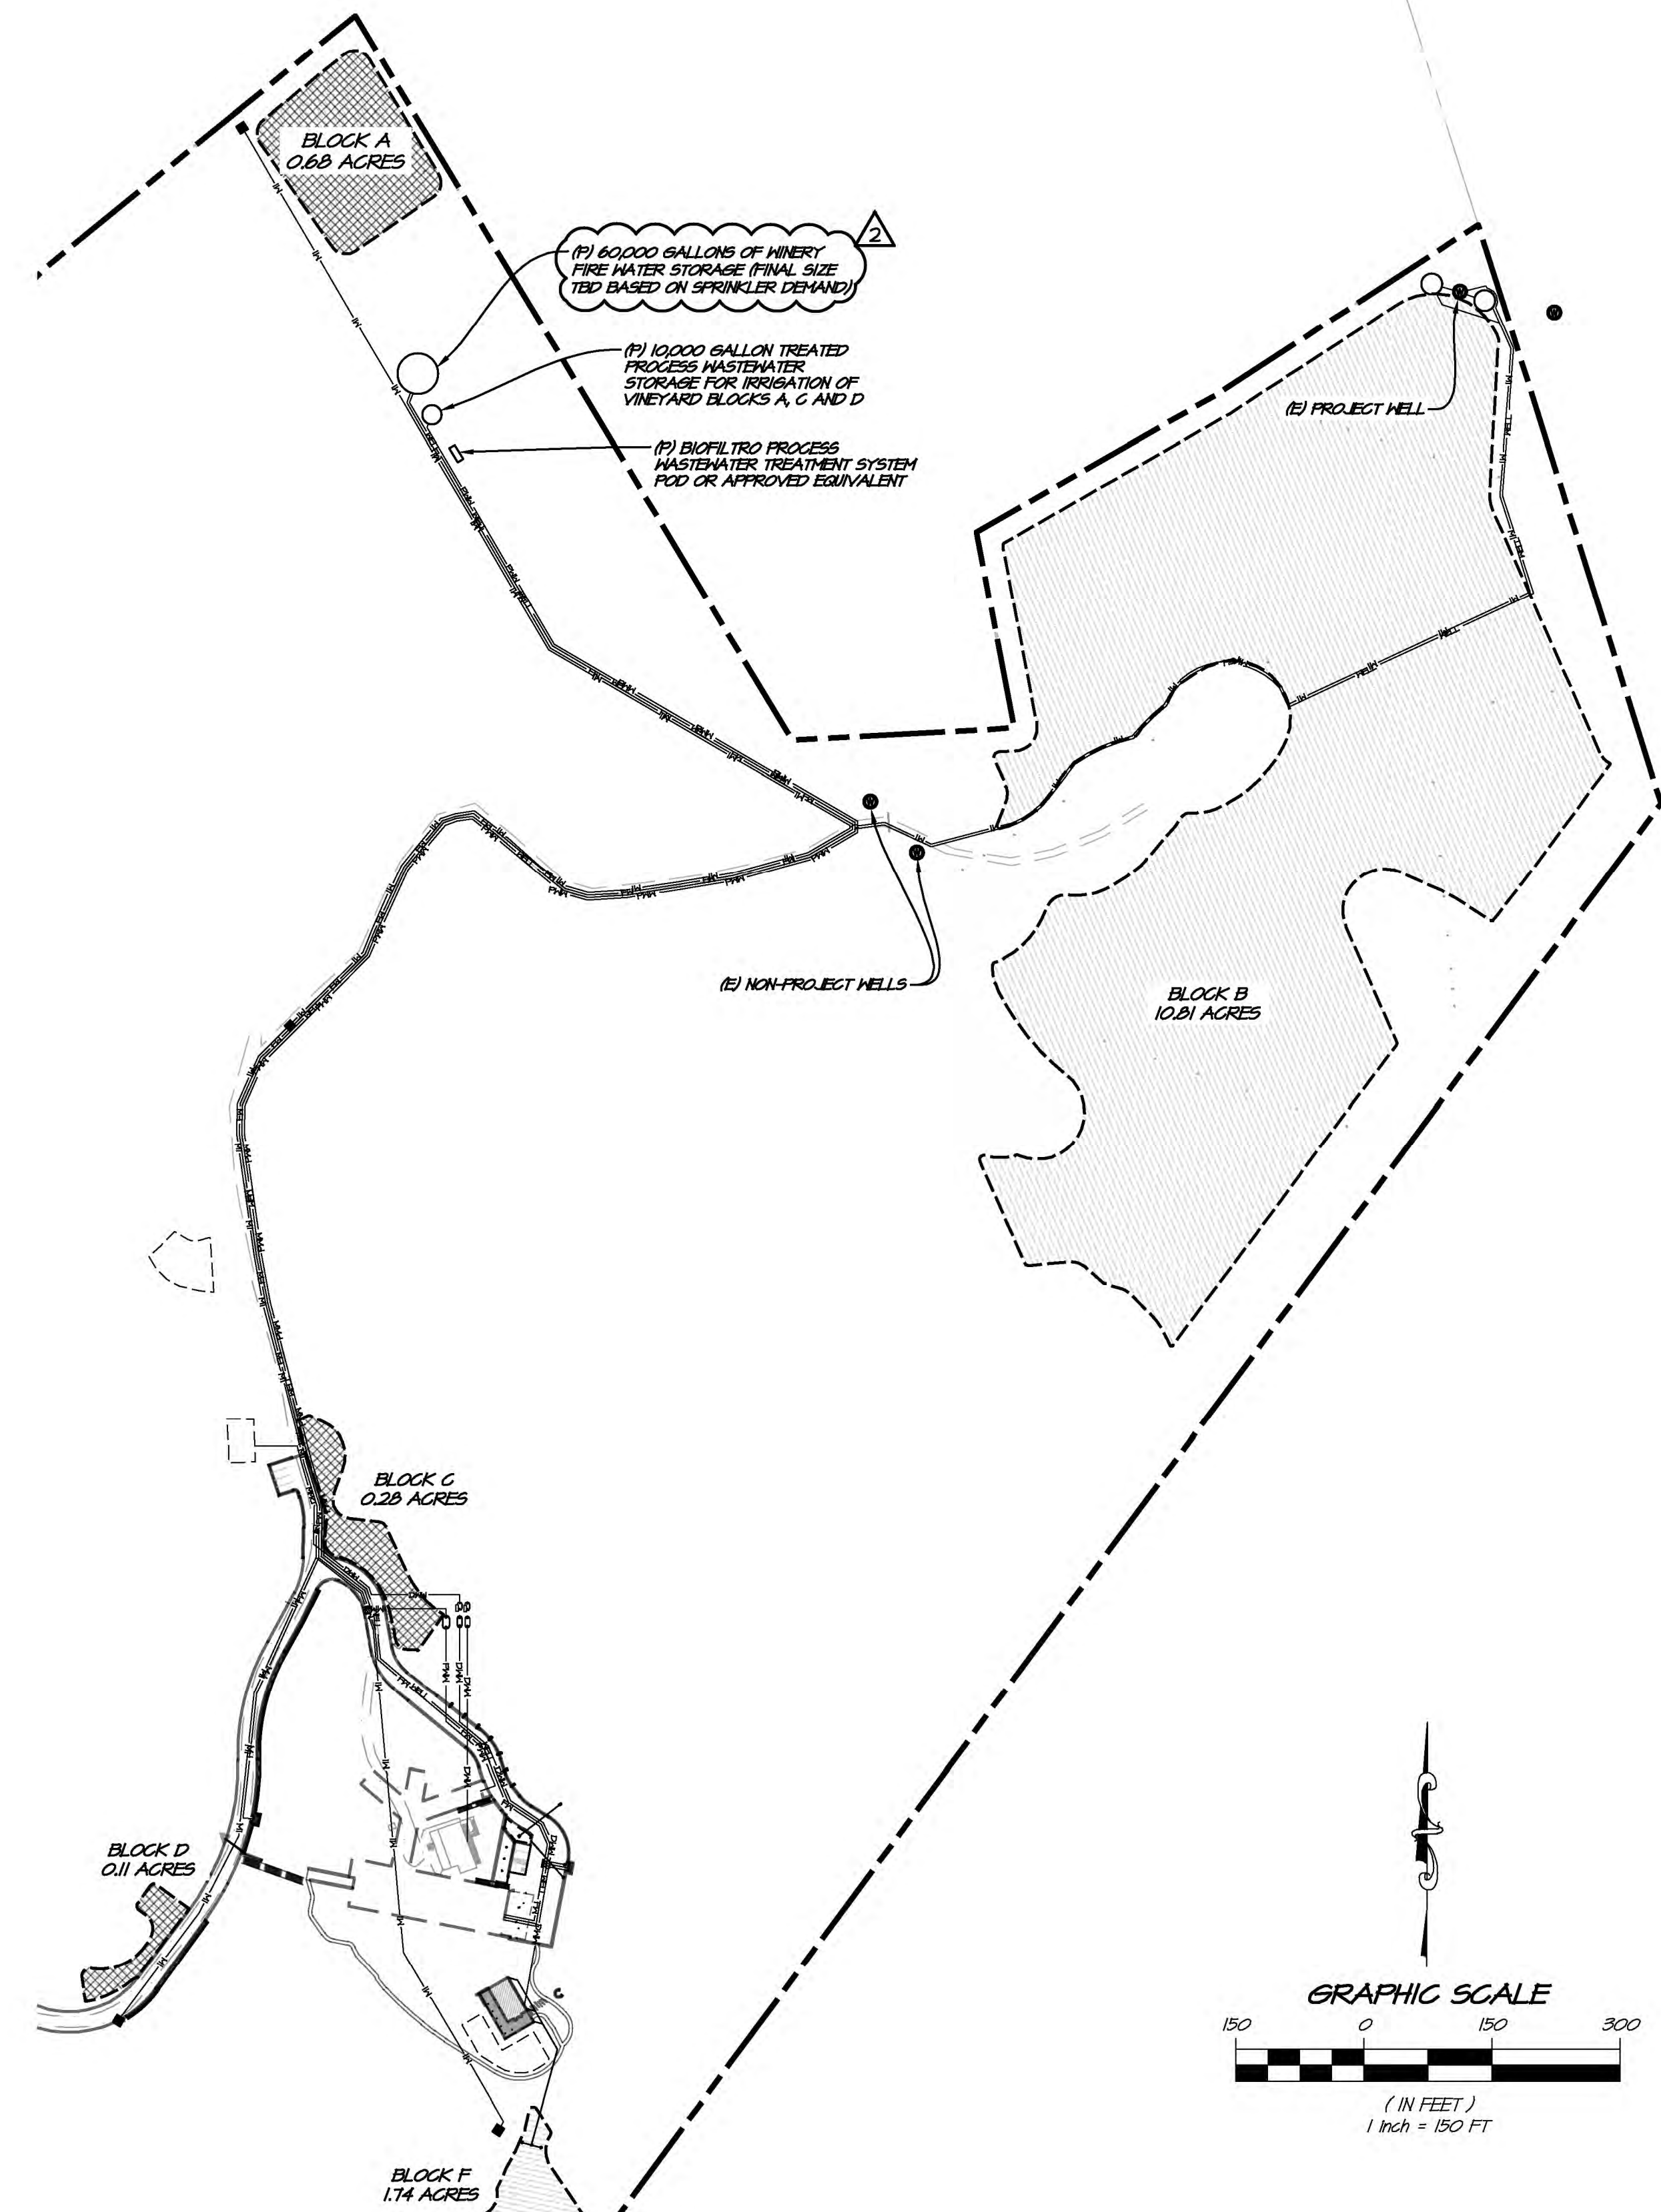 BLOCK A
0.68 ACRES
2
(P) 60,000 GALLONS OF WINERY
FIRE WATER STORAGE (FINAL SIZE
TBD BASED ON SPRINKLER DEMAND)
(P) 10,000 GALLON TREATED
PROCESS WASTEWATER
STORAGE FOR IRRIGATION OF
VINEYARD BLOCKS A, C AND D
(E) PROJECT WELL
(P) BIOFILTRO PROCESS
WASTEWATER TREATMENT SYSTEM
POD OR APPROVED EQUIVALENT
(E) NON-PROJECT WELLS
BLOCK B
10.81 ACRES
BLOCK C
0.28 ACRES
BLOCK D
0.11 ACRES
GRAPHIC SCALE
150 0 150 300
( IN FEET )
1 inch = 150 FT
BLOCK F
1.74 ACRES